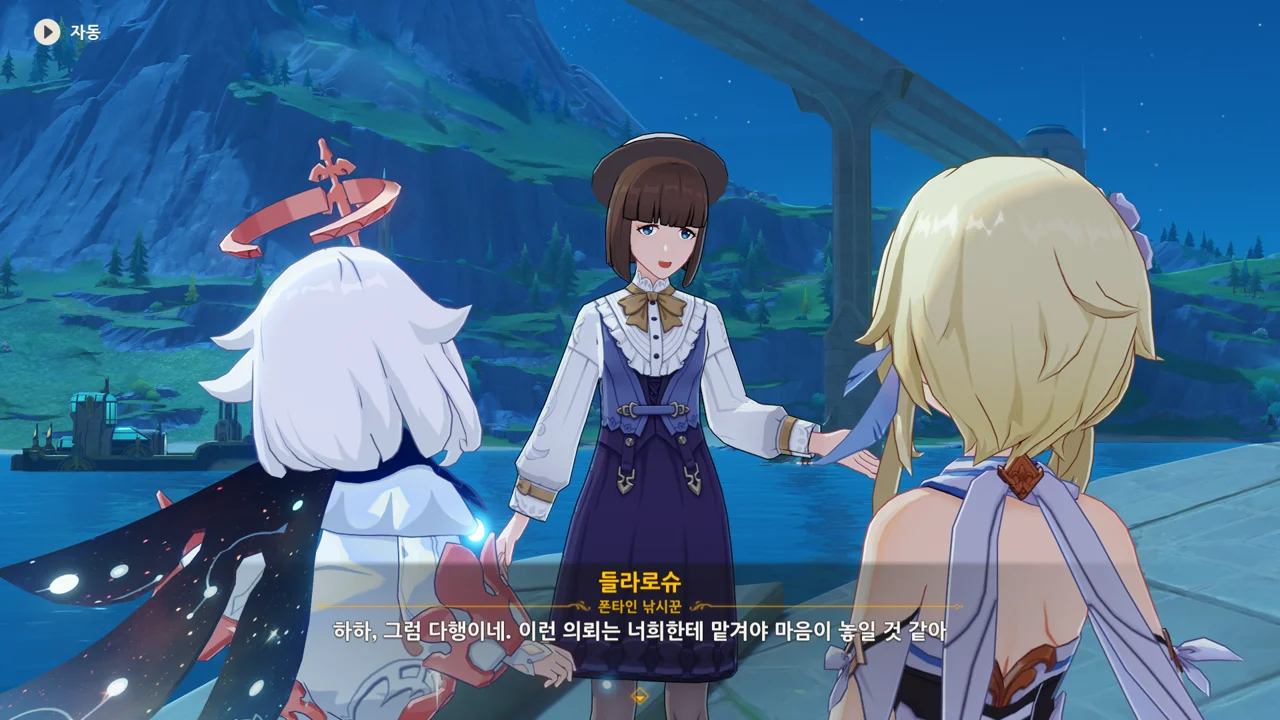 자동
들라로슈
폰타인 낚시꾼
하하, 그럼 다행이네. 이런 의뢰는 너희한테 맡겨야 마음이 놓일 것 같아